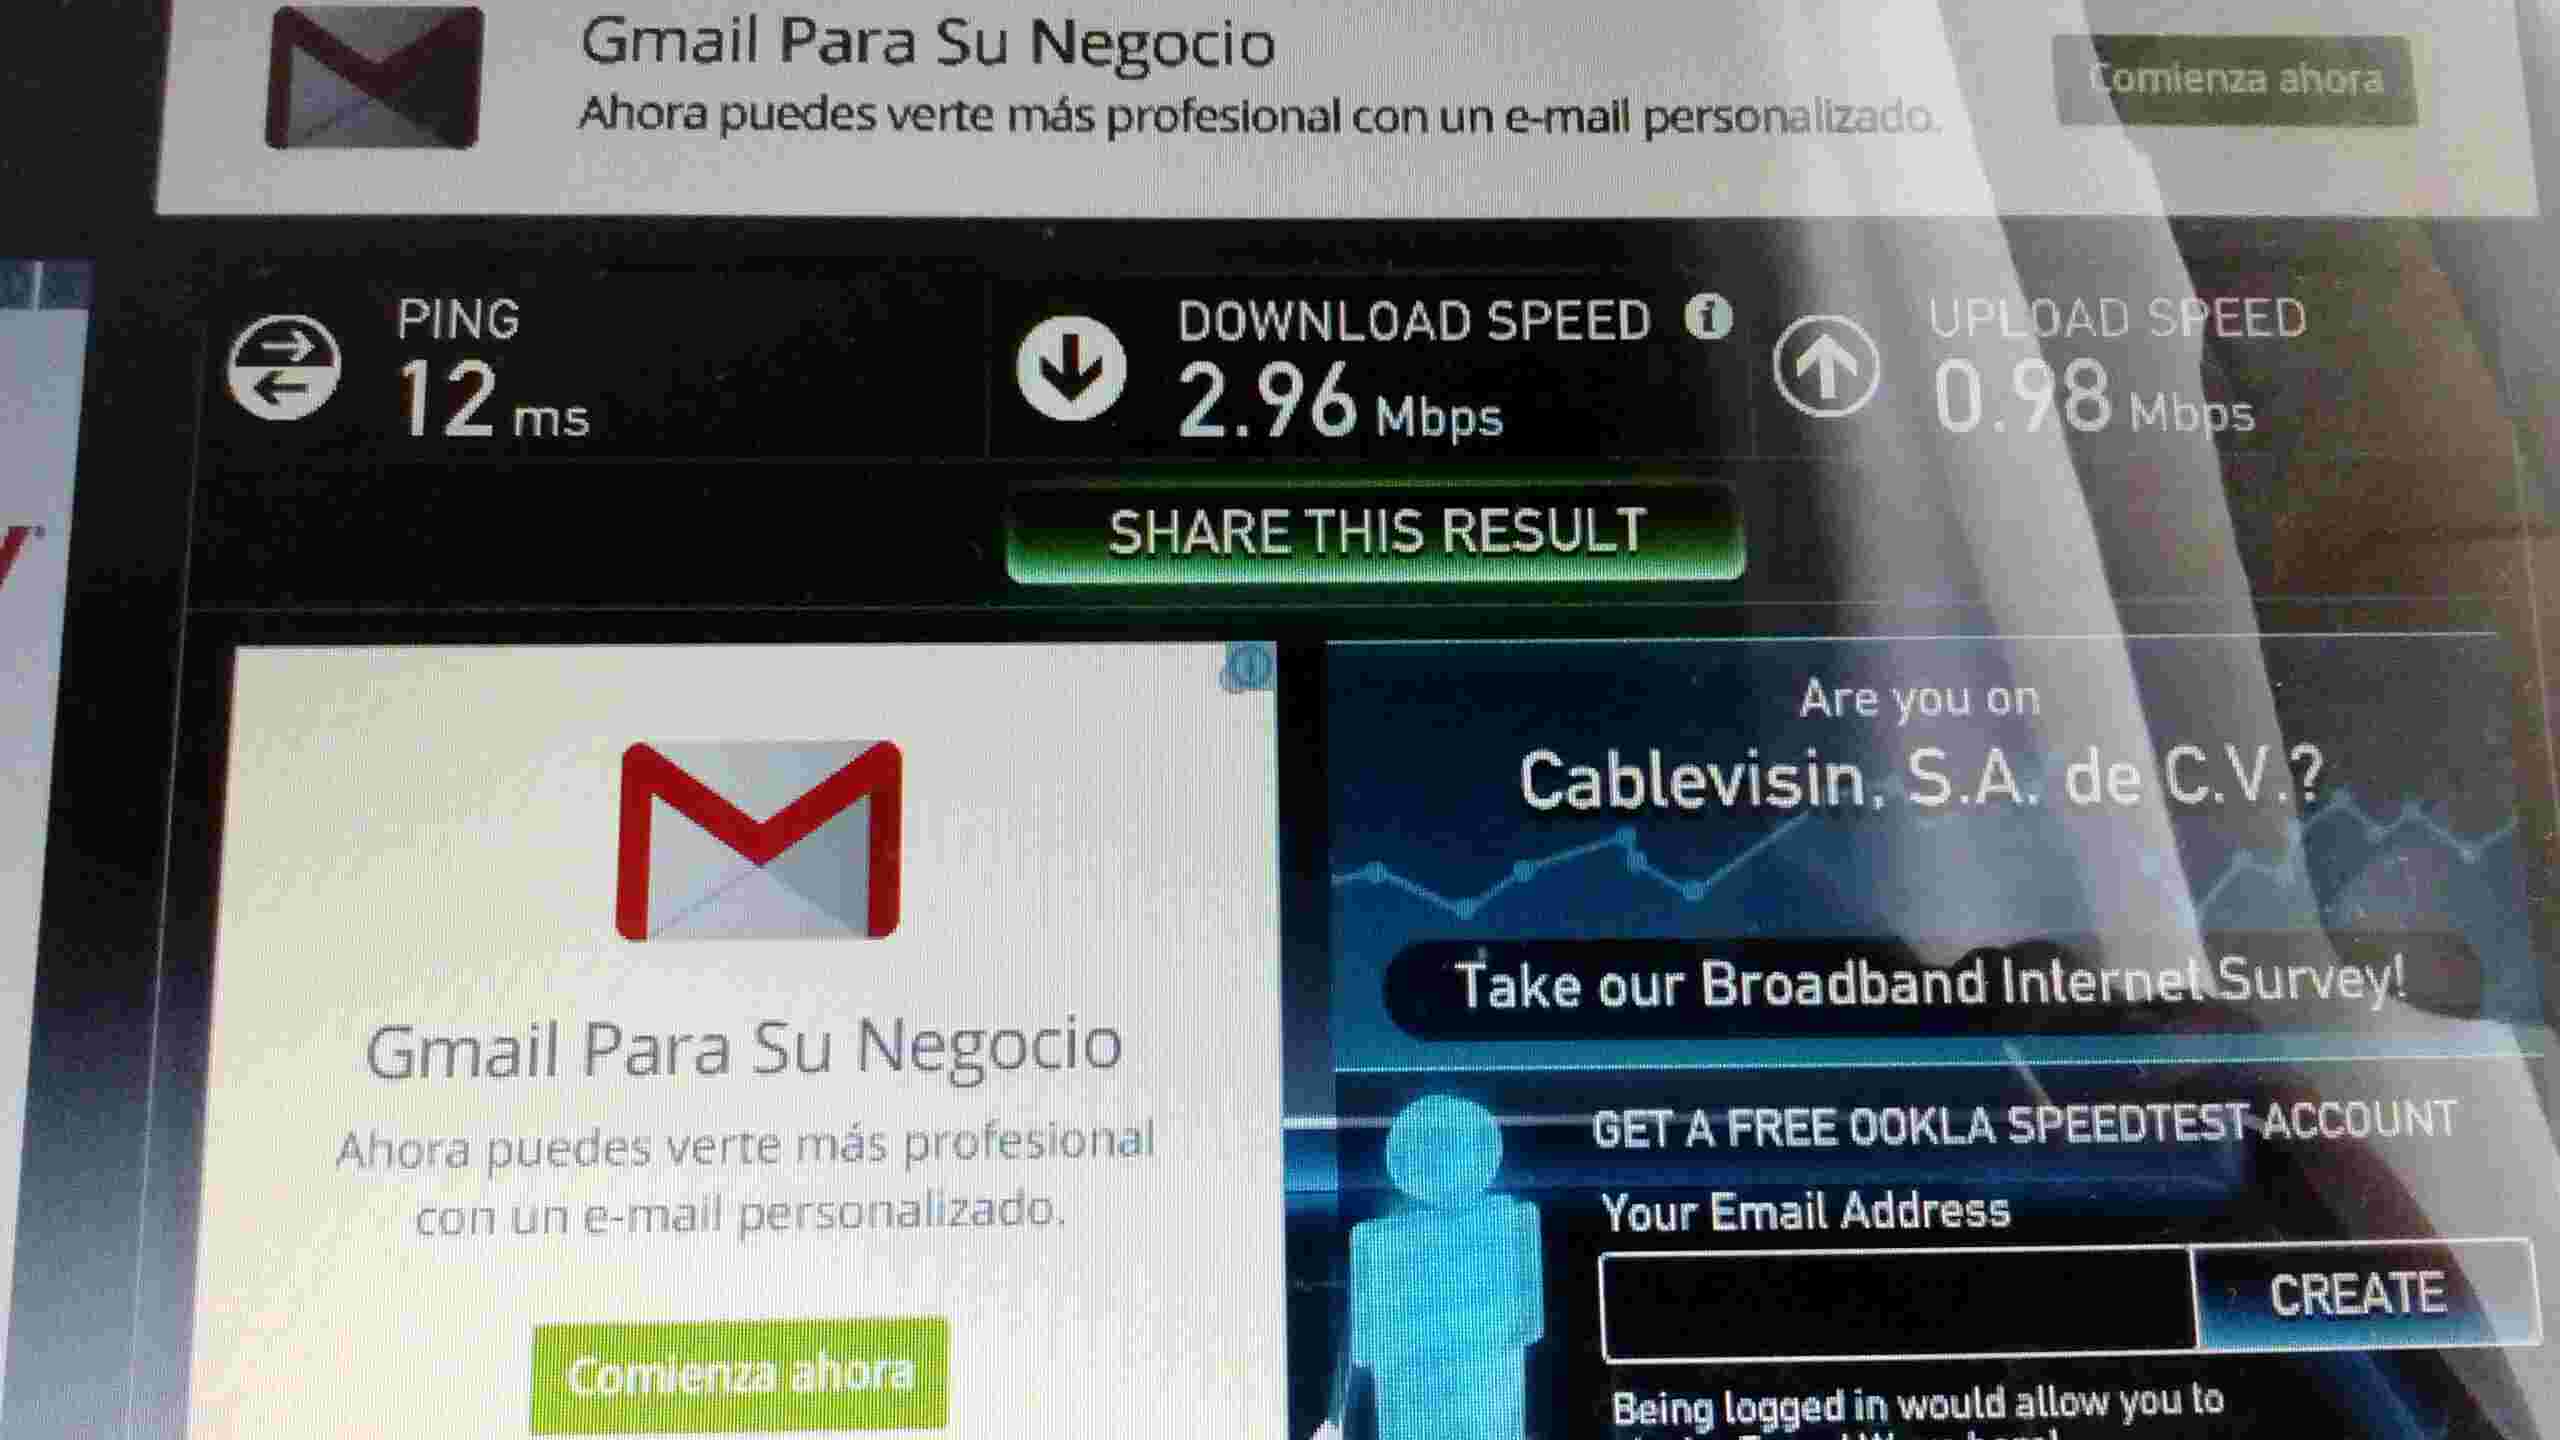 Gmail Para Su Negocio
Ahora puedes verte más profesional con un e-mail personalizado.
Comienza ahora
PING
12 ms
DOWNLOAD SPEED
2.96 Mbps
UPLOAD SPEED
0.98 Mbps
SHARE THIS RESULT
Gmail Para Su Negocio
Ahora puedes verte más profesional
con un e-mail personalizado.
Comienza ahora
Are you on
Cablevisin, S.A. de C.V.?
Take our Broadband Internet Survey!
GET A FREE OOKLA SPEEDTEST ACCOUNT
Your Email Address
CREATE
Being logged in would allow you to